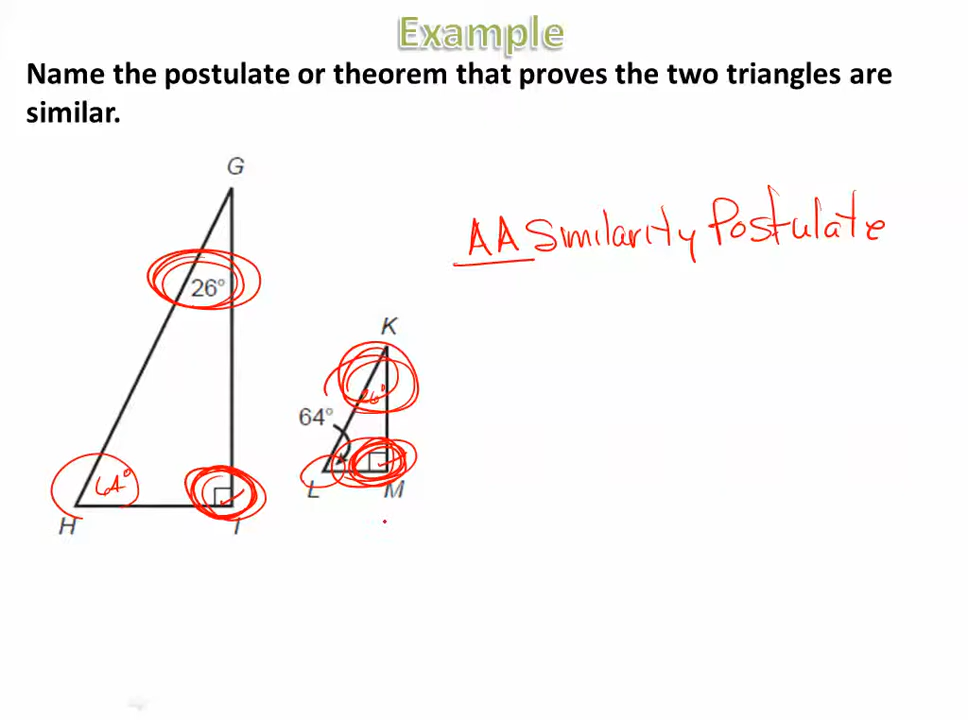 Example
Name the postulate or theorem that proves the two triangles are
similar.
G
AA Similarity Postulate
26°
K
26°
64°
64°
L
M
H
I